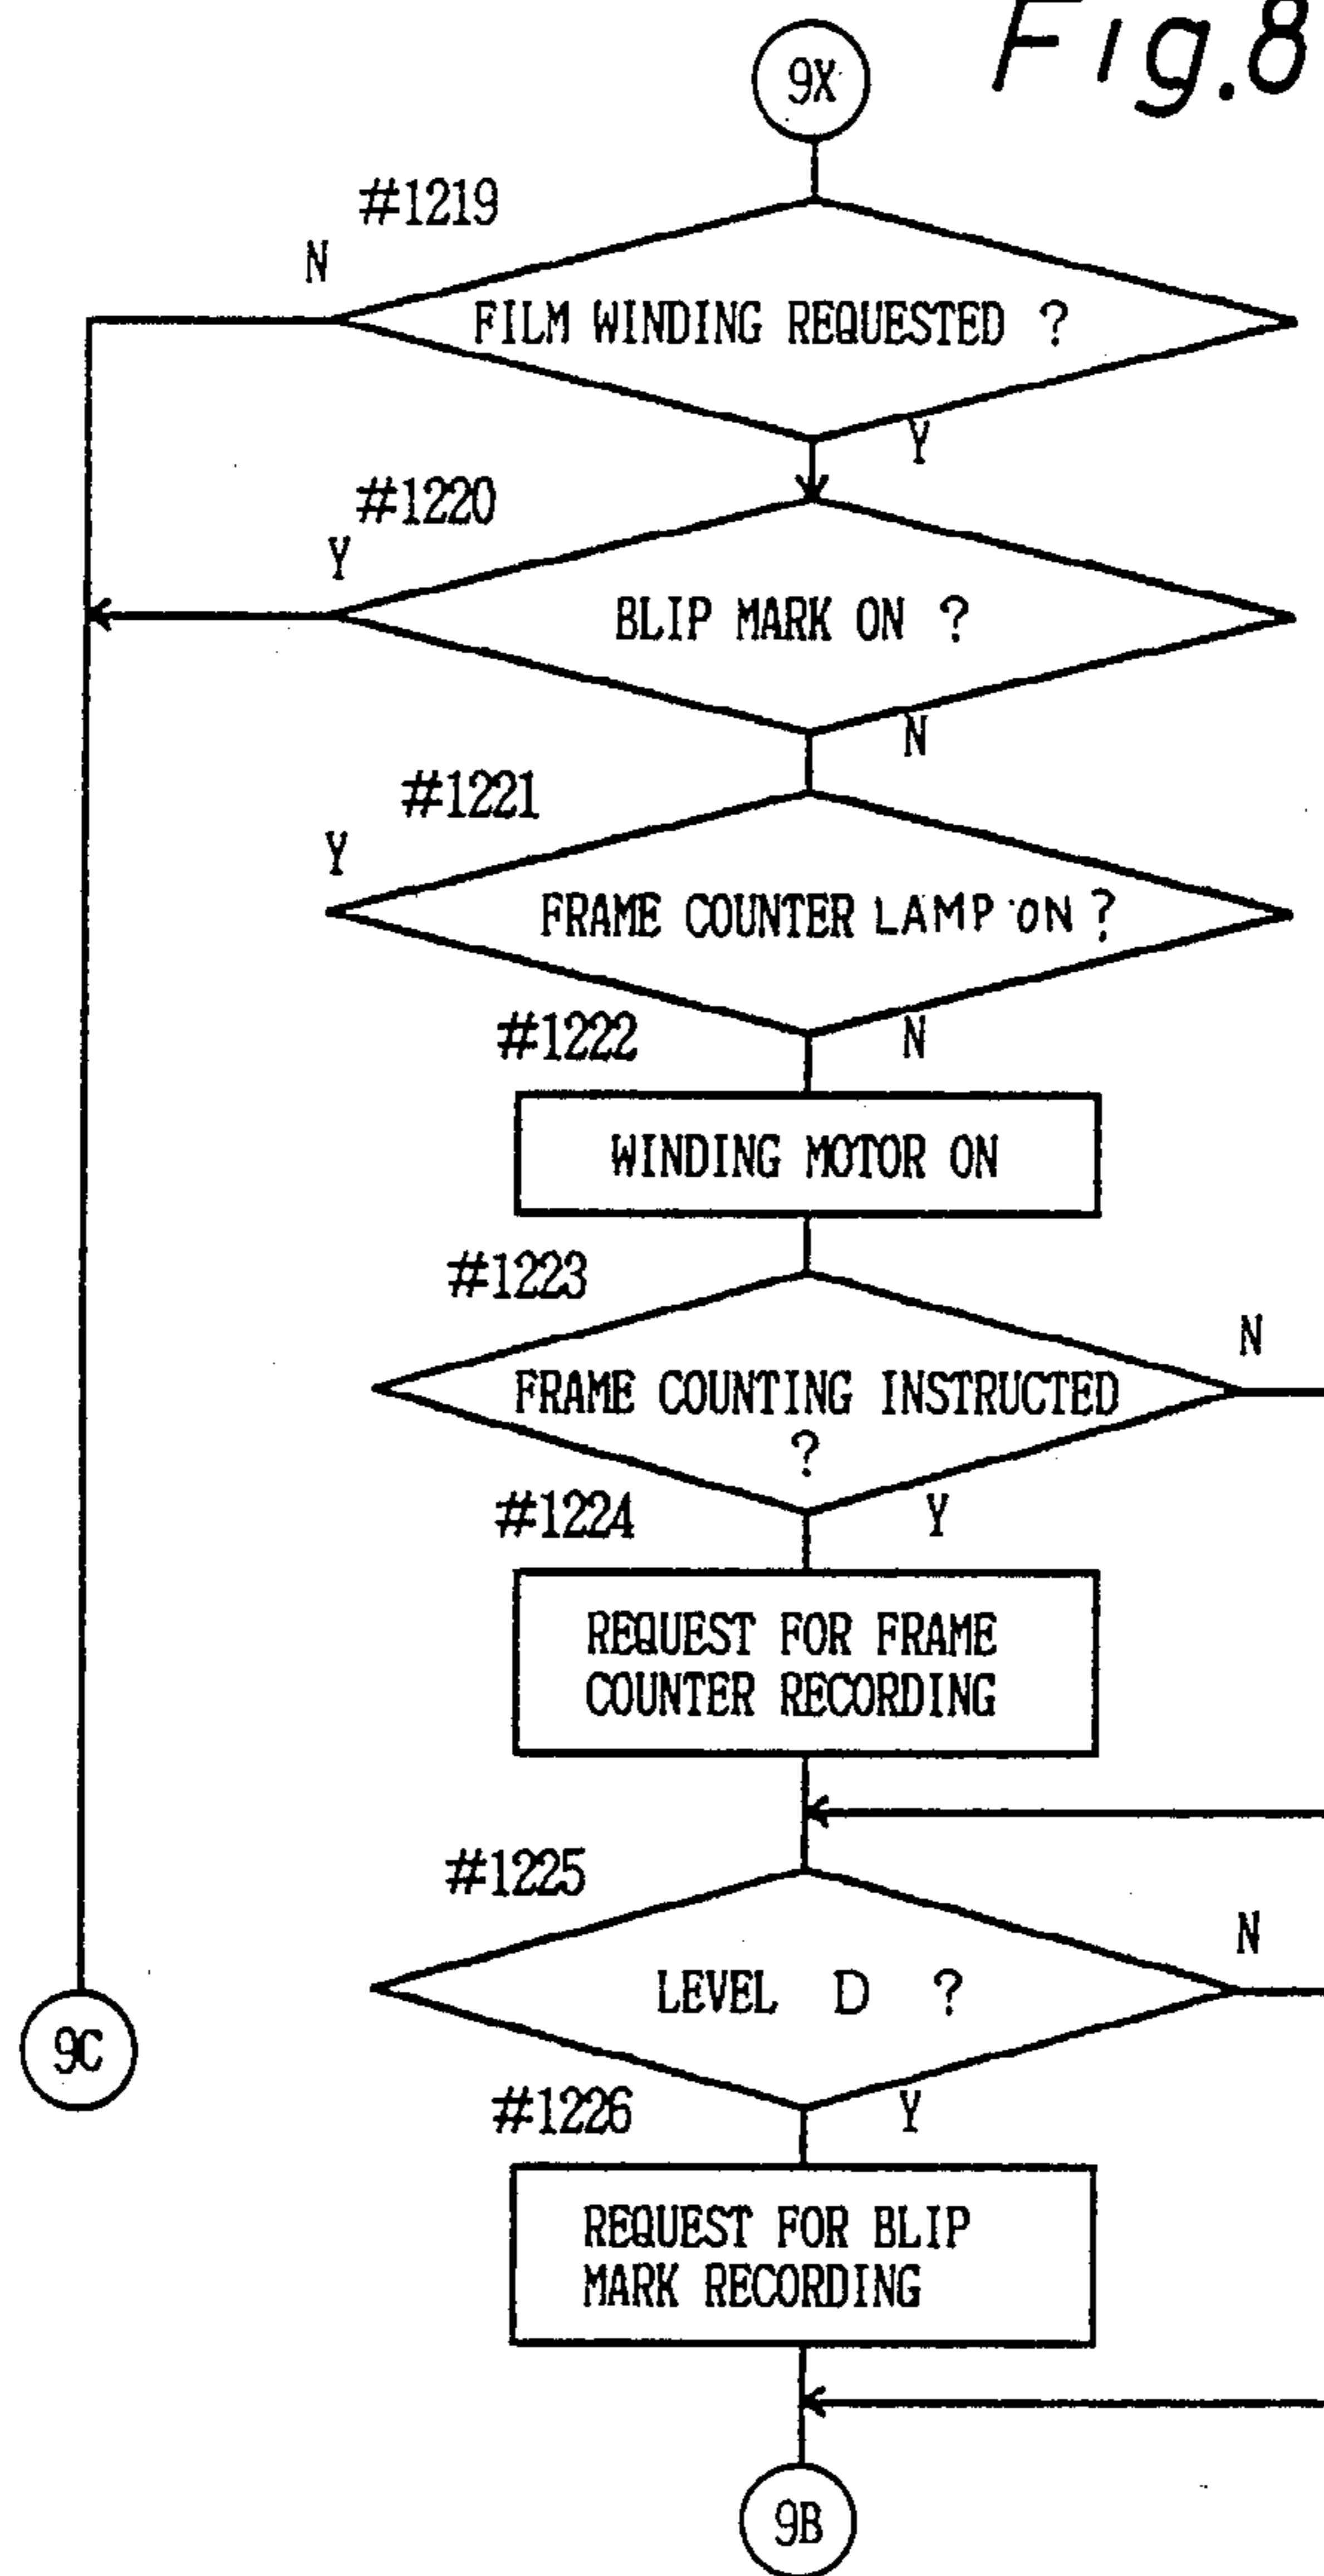 Fig.8
9X
#1219
N
FILM WINDING REQUESTED ?
Y
#1220
Y
BLIP MARK ON ?
N
#1221
Y
FRAME COUNTER LAMP ON ?
#1222
N
WINDING MOTOR ON
#1223
N
FRAME COUNTING INSTRUCTED
?
#1224
Y
REQUEST FOR FRAME
COUNTER RECORDING
#1225
N
LEVEL D ?
9C
#1226
Y
REQUEST FOR BLIP
MARK RECORDING
9B